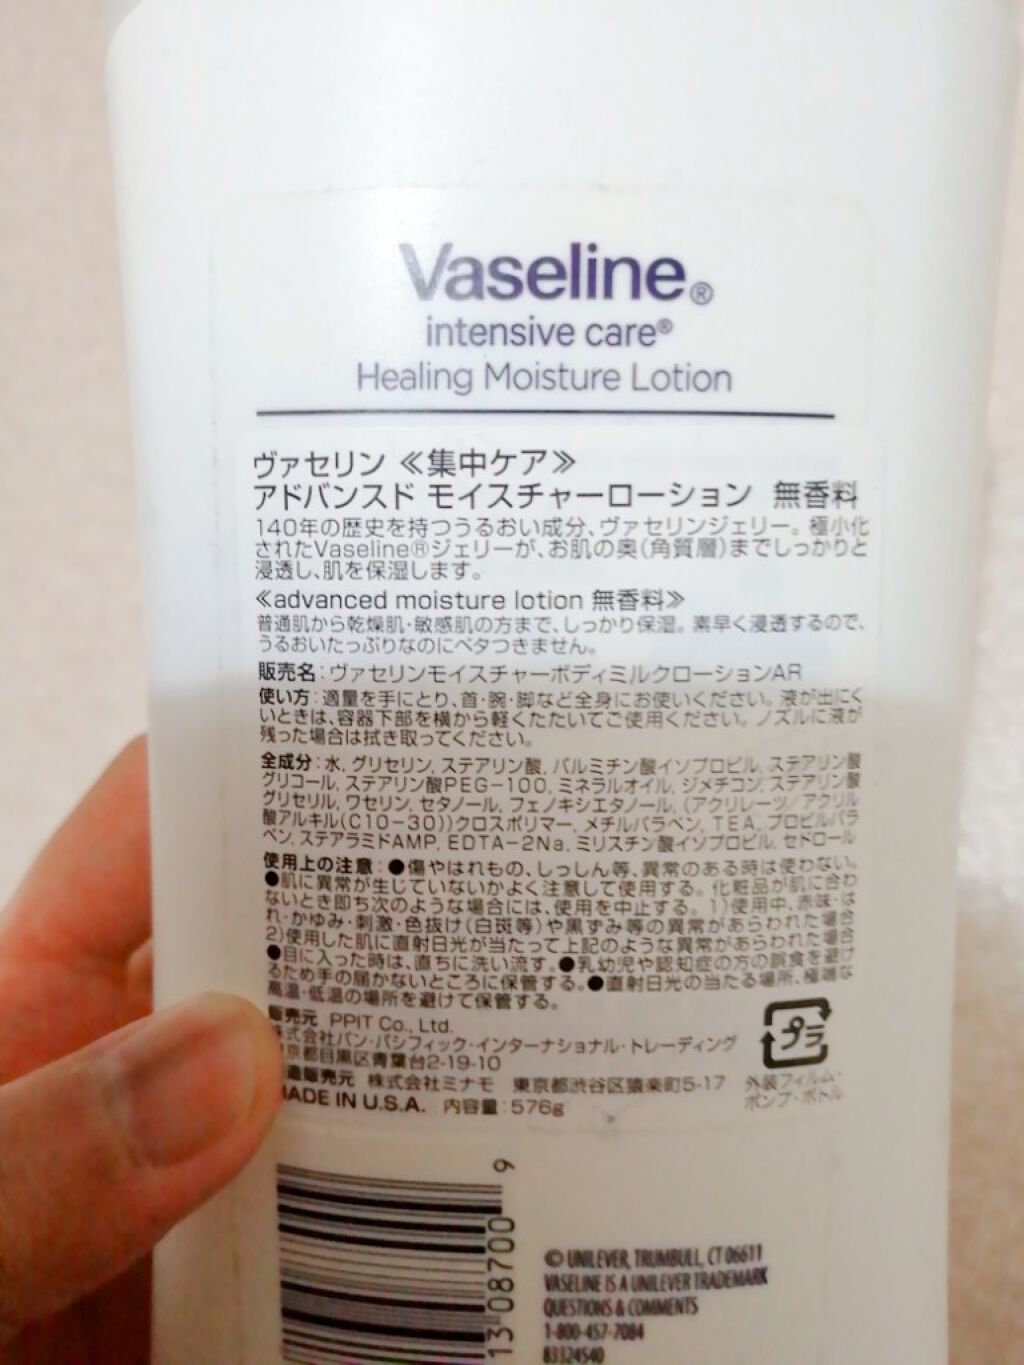 Vaseline®
intensive care®
Healing Moisture Lotion
ヴァセリン ≪集中ケア≫
アドバンスド モイスチャーローション 無香料
140年の歴史を持つうるおい成分、ヴァセリンジェリー。極小化
されたVaseline®ジェリーが、お肌の奥(角質層)までしっかりと
浸透し、肌を保湿します。
≪advanced moisture lotion 無香料≫
普通肌から乾燥肌・敏感肌の方まで、しっかり保湿。素早く浸透するので、
うるおいたっぷりなのにベタつきません。
販売名:ヴァセリンモイスチャーボディミルクローションAR
使い方:適量を手にとり、首・腕・脚など全身にお使いください。液が出にく
いときは、容器下部を横から軽くたたいてご使用ください。ノズルに液が
残った場合は拭き取ってください。
全成分:水, グリセリン, ステアリン酸, パルミチン酸イソプロピル, ステアリン酸
グリコール, ステアリン酸PEG-100, ミネラルオイル, ジメチコン, ステアリン酸
グリセリル, ワセリン, セタノール, フェノキシエタノール, (アクリレーツ/アクリル
酸アルキル(C10-30))クロスポリマー, メチルパラベン, TEA, プロピルパラ
ベン, ステアラミドAMP, EDTA-2Na, ミリスチン酸イソプロピル, セドロール
使用上の注意:●傷やはれもの、しっしん等、異常のある時は使わない。
●肌に異常が生じていないかよく注意して使用する。化粧品が肌に合わ
ないとき即ち次のような場合には、使用を中止する。1)使用中、赤味・は
れ・かゆみ・刺激・色抜け(白斑等)や黒ずみ等の異常があらわれた場合
2)使用した肌に直射日光が当たって上記のような異常があらわれた場合
●目に入った時は、直ちに洗い流す。●乳幼児や認知症の方の誤食を避け
るため手の届かないところに保管する。●直射日光の当たる場所、極端な
高温・低温の場所を避けて保管する。
販売元 PPIT Co., Ltd.
株式会社パン・パシフィック・インターナショナル・トレーディング
東京都目黒区青葉台2-19-10
販売元 株式会社ミナモ 東京都渋谷区猿楽町5-17
MADE IN U.S.A. 内容量:576g
プラ
外装フィルム・
ポンプ・ボトル
13 08700 9
© UNILEVER, TRUMBULL, CT 06611
VASELINE IS A UNILEVER TRADEMARK
QUESTIONS & COMMENTS
1-800-457-7084
83324540